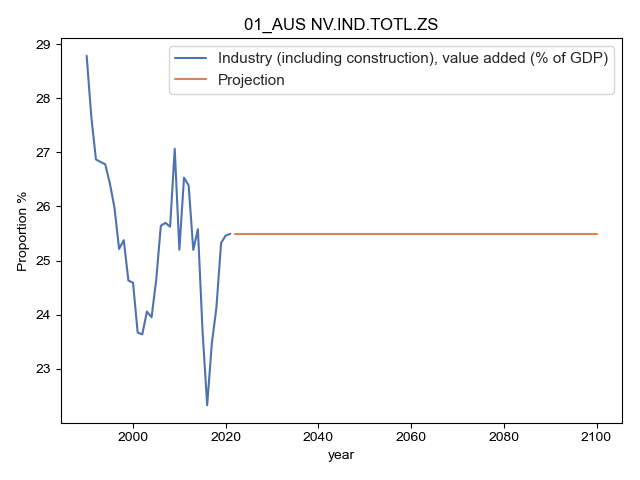 01_AUS NV.IND.TOTL.ZS
Industry (including construction), value added (% of GDP)
Projection
Proportion %
29
28
27
26
25
24
23
2000 2020 2040 2060 2080 2100
year